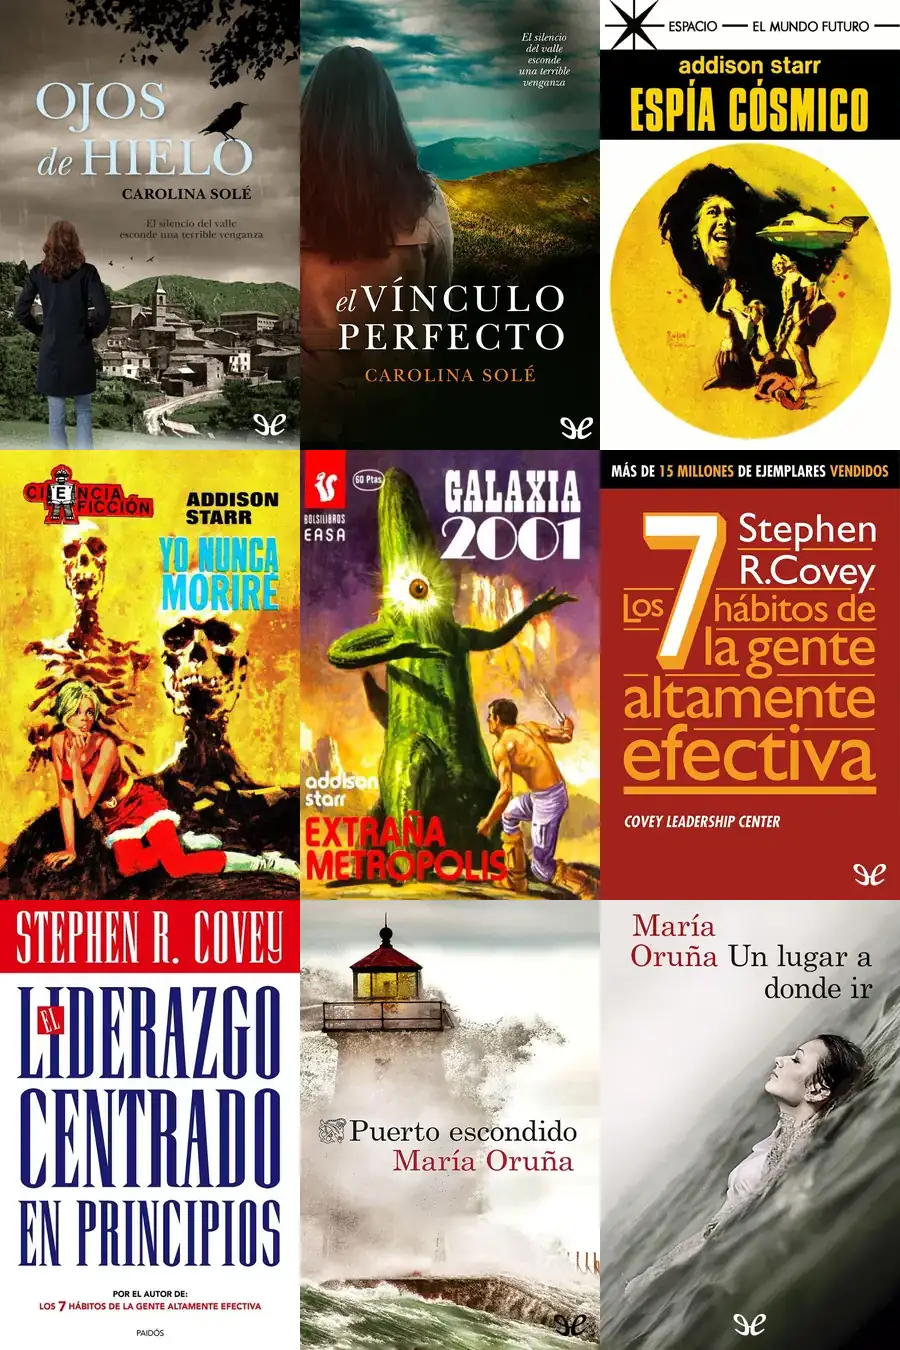 OJOS
de HIELO
CAROLINA SOLÉ
El silencio del valle
esconde una terrible venganza
El silencio
del valle
esconde
una terrible
venganza
el VÍNCULO
PERFECTO
CAROLINA SOLÉ
ESPACIO — EL MUNDO FUTURO
addison starr
ESPÍA CÓSMICO
CIENCIA
FICCIÓN
ADDISON
STARR
YO NUNCA
MORIRE
60 Ptas
BOLSILIBROS
EASA
GALAXIA
2001
addison
starr
EXTRAÑA
METROPOLIS
MÁS DE 15 MILLONES DE EJEMPLARES VENDIDOS
Stephen
R.Covey
Los 7 hábitos de
la gente
altamente
efectiva
COVEY LEADERSHIP CENTER
STEPHEN R. COVEY
EL
LIDERAZGO
CENTRADO
EN PRINCIPIOS
POR EL AUTOR DE:
LOS 7 HÁBITOS DE LA GENTE ALTAMENTE EFECTIVA
PAIDÓS
Puerto escondido
María Oruña
María
Oruña Un lugar a
donde ir